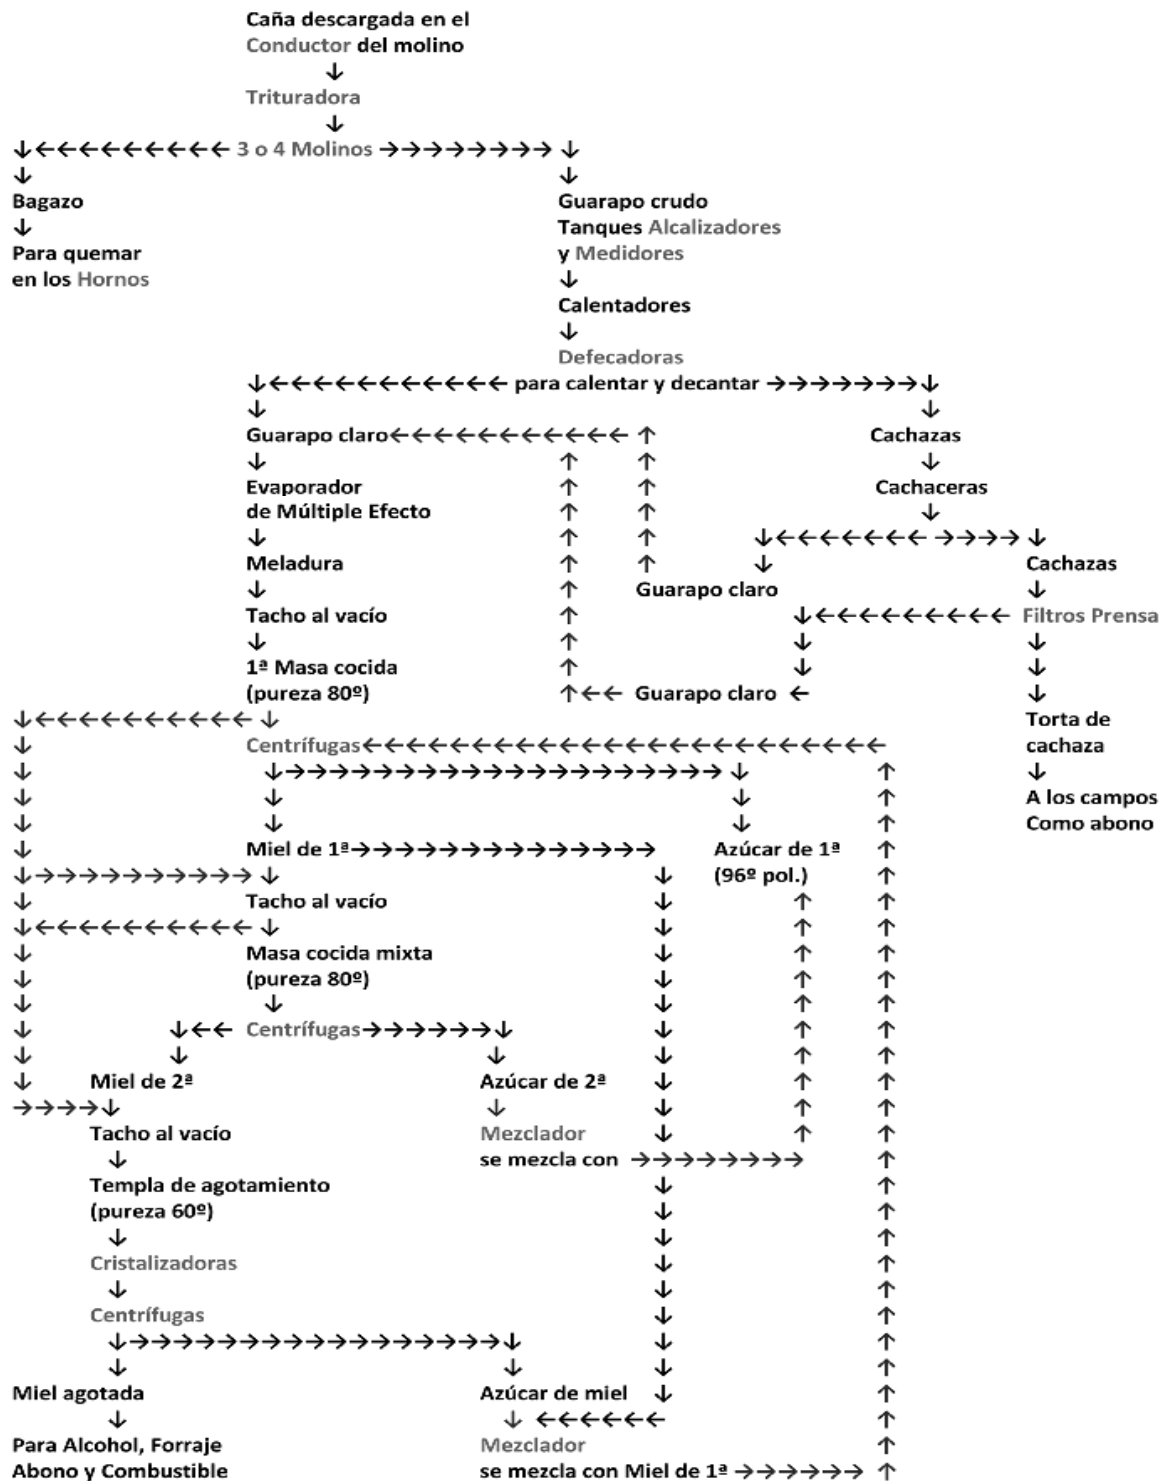 Caña descargada en el
Conductor del molino
↓
Trituradora
↓
↓←←←←←←←←←← 3 o 4 Molinos →→→→→→→→→ ↓
↓ ↓
Bagazo Guarapo crudo
↓ Tanques Alcalizadores
Para quemar y Medidores
en los Hornos ↓
Calentadores
↓
Defecadoras
↓←←←←←←←←←←←← para calentar y decantar →→→→→→→↓
↓ ↓
Guarapo claro←←←←←←←←←←←← ↑ Cachazas
↓ ↑ ↑ ↓
Evaporador ↑ ↑ Cachaceras
de Múltiple Efecto ↑ ↑ ↓
↓ ↑ ↑ ↓←←←←←←← →→→→ ↓
Meladura ↑ ↑ ↓ Cachazas
↓ ↑ Guarapo claro ↓
Tacho al vacío ↑ ↓←←←←←←←←← Filtros Prensa
↓ ↑ ↓ ↓
1ª Masa cocida ↑ ↓ ↓
(pureza 80º) ↑←← Guarapo claro ← ↓
↓←←←←←←←←←←← ↓ Torta de
↓ Centrífugas←←←←←←←←←←←←←←←←←←←←←←← cachaza
↓ ↓→→→→→→→→→→→→→→→→→→→ ↓ ↑ ↓
↓ ↓ ↓ ↑ A los campos
↓ ↓ ↓ ↑ Como abono
↓ Miel de 1ª→→→→→→→→→→→→→→ Azúcar de 1ª ↑
↓→→→→→→→→→→ ↓ ↓ (96º pol.) ↑
↓ Tacho al vacío ↓ ↑ ↑
↓←←←←←←←←←← ↓ ↓ ↑ ↑
↓ Masa cocida mixta ↓ ↑ ↑
↓ (pureza 80º) ↓ ↑ ↑
↓ ↓ ↓ ↑ ↑
↓ ↓←← Centrífugas→→→→→→↓ ↓ ↑ ↑
↓ ↓ ↓ ↓ ↑ ↑
↓ Miel de 2ª Azúcar de 2ª ↓ ↑ ↑
→→→→↓ ↓ ↓ ↑ ↑
Tacho al vacío Mezclador ↓ ↑ ↑
↓ se mezcla con →→→→→→→→ ↑
Templa de agotamiento ↓ ↑
(pureza 60º) ↓ ↑
↓ ↓ ↑
Cristalizadoras ↓ ↑
↓ ↓ ↑
Centrífugas ↓ ↑
↓→→→→→→→→→→→→→→→→↓ ↓ ↑
↓ ↓ ↓ ↑
Miel agotada Azúcar de miel ↓ ↑
↓ ↓ ←←←←←← ↑
Para Alcohol, Forraje Mezclador ↑
Abono y Combustible se mezcla con Miel de 1ª →→→→→→ ↑